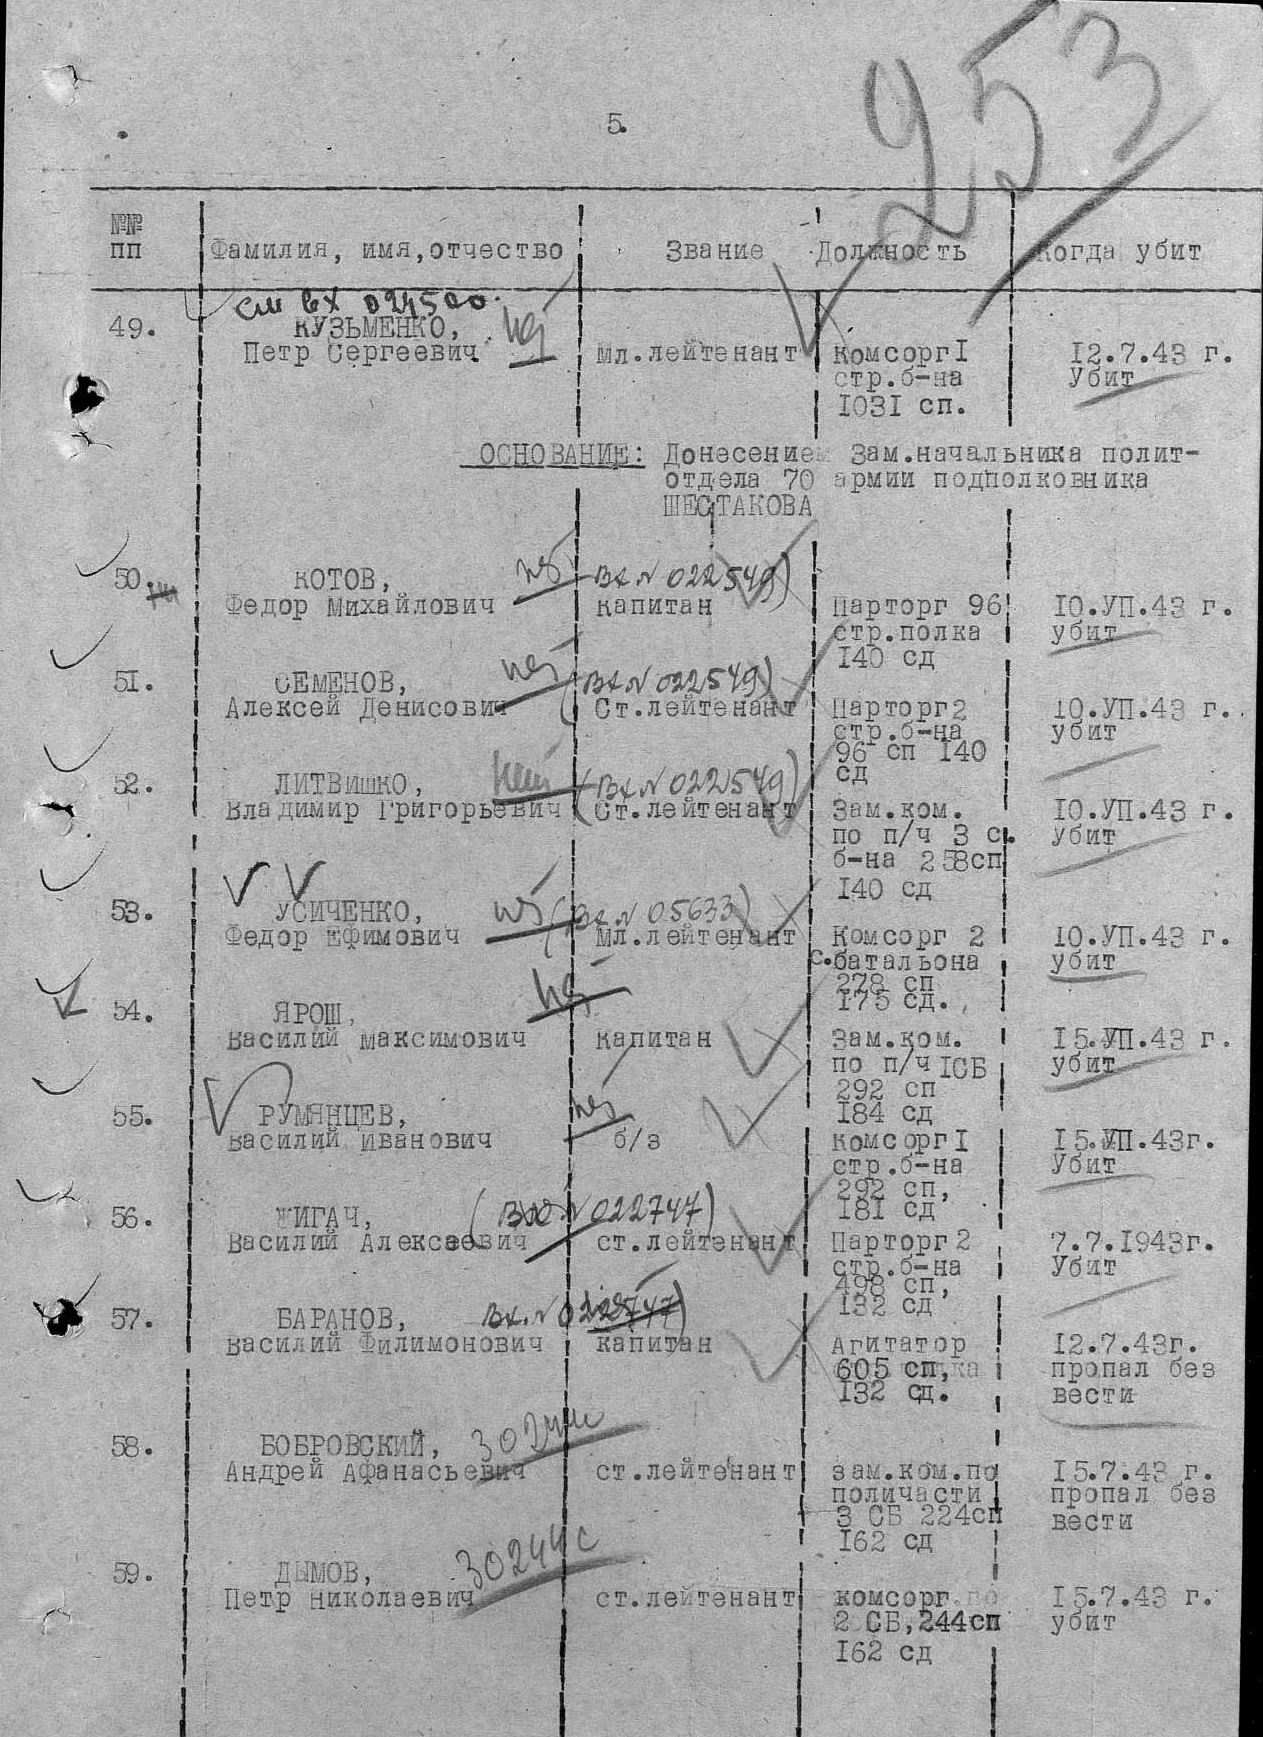 253
5.
№№
пп
Фамилия, имя, отчество
Звание
Должность
Когда убит
см вх 024500.
49.
КУЗЬМЕНКО,
Петр Сергеевич
Мл.лейтенант
комсорг I
стр.б-на
1031 сп.
12.7.43 г.
Убит
ОСНОВАНИЕ: Донесением Зам.начальника полит-
отдела 70 армии подполковника
ШЕСТАКОВА
50.
КОТОВ,
Федор Михайлович
Вх № 022549)
капитан
Парторг 96
стр.полка
140 сд
10.УП.43 г.
убит
51.
СЕМЕНОВ,
Алексей Денисович
(Вх № 022549)
Ст.лейтенант
Парторг 2
стр.б-на
96 сп 140
сд
10.УП.43 г.
убит
52.
ЛИТВИШКО,
Владимир Григорьевич
(Вх № 022549)
Ст.лейтенант
Зам.ком.
по п/ч 3 с.
б-на 258сп
140 сд
10.УП.43 г.
убит
53.
УСИЧЕНКО,
Федор Ефимович
(Вх № 05633)
Мл.лейтенант
Комсорг 2
с.батальона
278 сп
175 сд.
10.УП.43 г.
убит
54.
ЯРОШ,
Василий Максимович
капитан
Зам.ком.
по п/ч IСБ
292 сп
184 сд
15.УП.43 г.
убит
55.
РУМЯНЦЕВ,
Василий Иванович
б/з
комсорг I
стр.б-на
292 сп,
181 сд
15.УП.43г.
Убит
56.
ЖИГАЧ,
Василий Алексеевич
(Вх № 022747)
ст.лейтенант
Парторг 2
стр.б-на
498 сп,
132 сд
7.7.1943г.
Убит
57.
БАРАНОВ,
Василий Филимонович
Вх. № 022747)
капитан
Агитатор
605 сп,
132 сд.
12.7.43г.
пропал без
вести
58.
БОБРОВСКИЙ,
Андрей Афанасьевич
ст.лейтенант
зам.ком.по
поличасти
3 СБ 224сп
162 сд
15.7.43 г.
пропал без
вести
59.
ДЫМОВ,
Петр Николаевич
30244с
ст.лейтенант
комсорг
2 СБ,244сп
162 сд
15.7.43 г.
убит